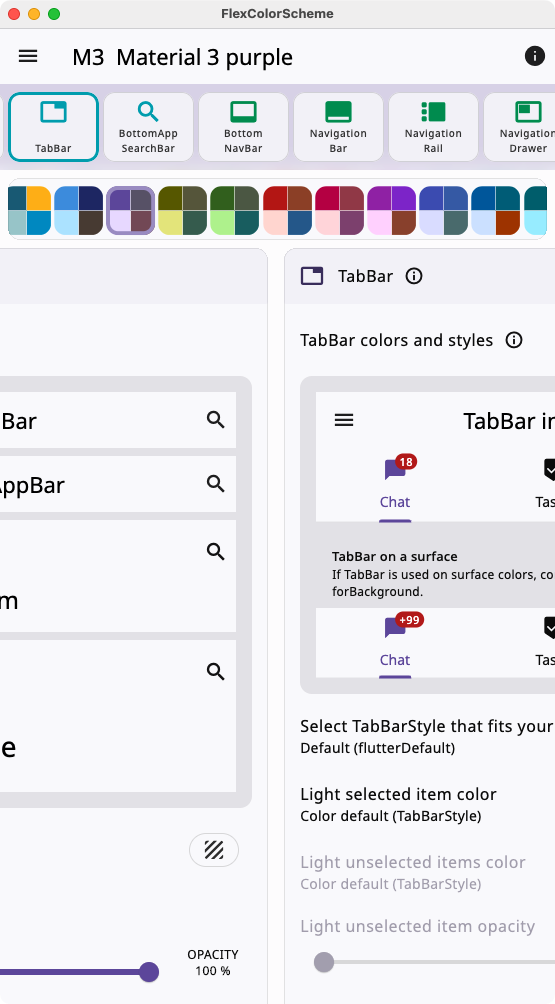 FlexColorScheme
M3 Material 3 purple
TabBar
BottomApp
SearchBar
Bottom
NavBar
Navigation
Bar
Navigation
Rail
Navigation
Drawer
Bar
AppBar
m
e
OPACITY
100 %
TabBar
TabBar colors and styles
TabBar in
18
Chat
Tas
TabBar on a surface
If TabBar is used on surface colors, co
forBackground.
+99
Chat
Tas
Select TabBarStyle that fits your
Default (flutterDefault)
Light selected item color
Color default (TabBarStyle)
Light unselected items color
Color default (TabBarStyle)
Light unselected item opacity